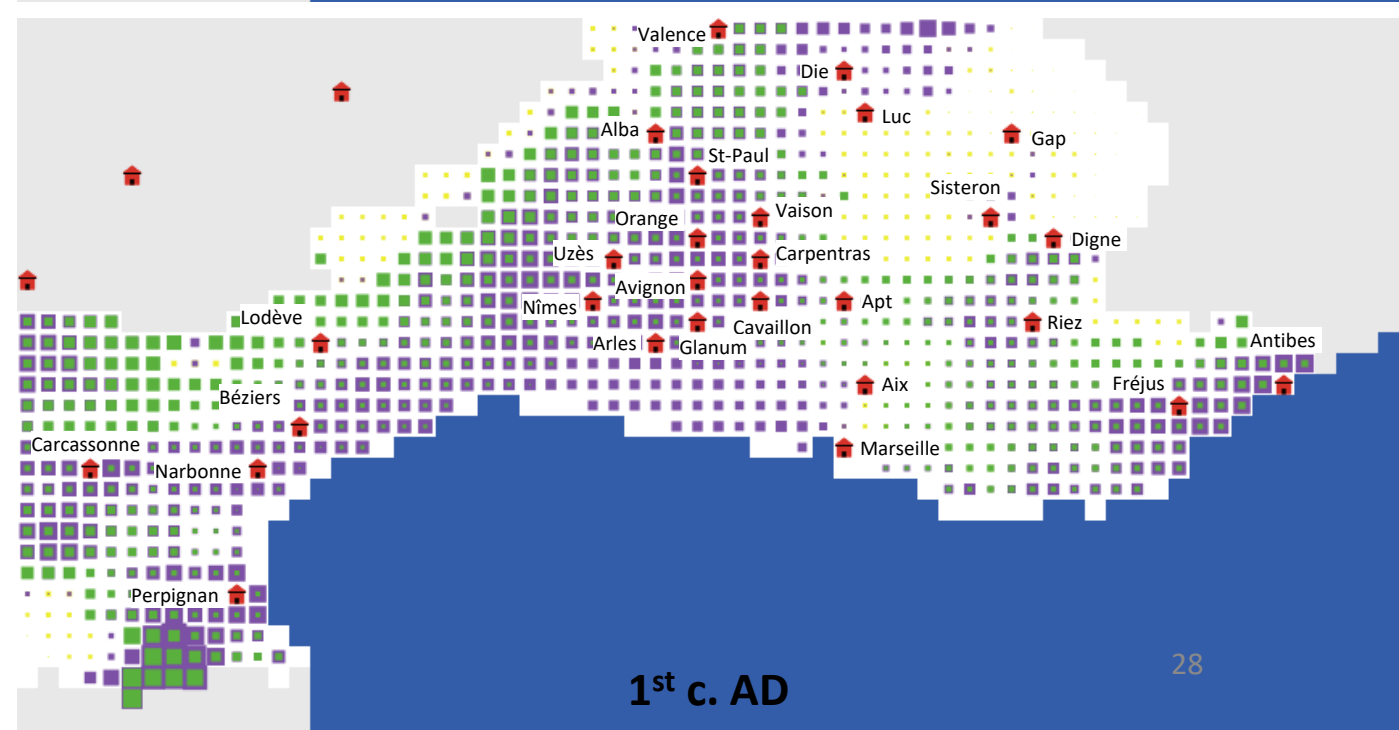 Valence
Die
Luc
Alba
Gap
St-Paul
Sisteron
Vaison
Orange
Digne
Uzès
Carpentras
Avignon
Nîmes
Apt
Lodève
Cavaillon
Riez
Arles
Glanum
Antibes
Aix
Fréjus
Béziers
Carcassonne
Marseille
Narbonne
Perpignan
28
1st c. AD